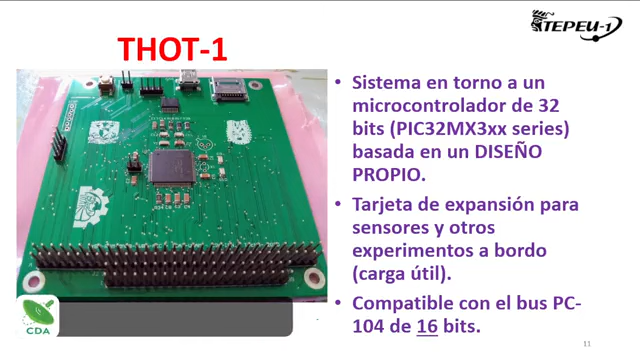 TEPEU-1
THOT-1
• Sistema en torno a un
microcontrolador de 32
bits (PIC32MX3xx series)
basada en un DISEÑO
PROPIO.
• Tarjeta de expansión para
sensores y otros
experimentos a bordo
(carga útil).
• Compatible con el bus PC-
104 de 16 bits.
CDA
11